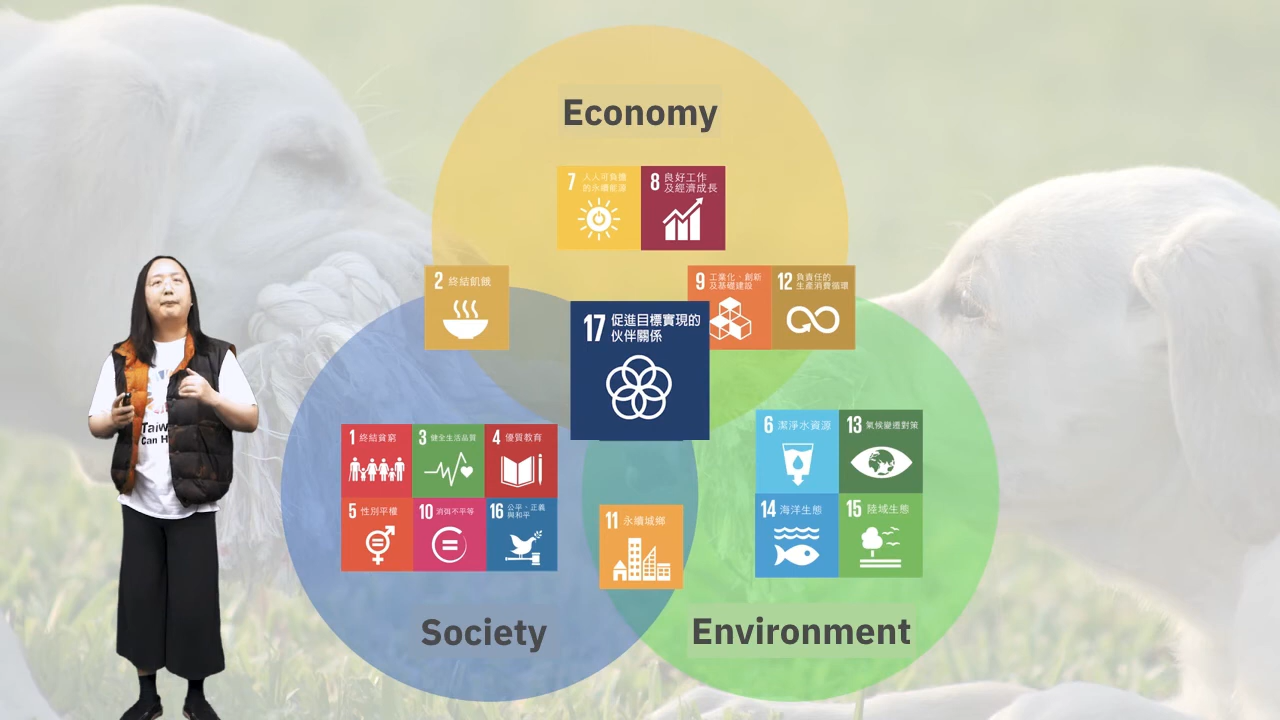 Economy
7 人人可負擔
的永續能源
8 良好工作
及經濟成長
2 終結飢餓
9 工業化、創新
及基礎建設
12 負責任的
生產消費循環
17 促進目標實現的
伙伴關係
1 終結貧窮
3 健全生活品質
4 優質教育
6 潔淨水資源
13 氣候變遷對策
Taiw
Can H
5 性別平權
10 消弭不平等
16 公平、正義
與和平
11 永續城鄉
14 海洋生態
15 陸域生態
Society
Environment